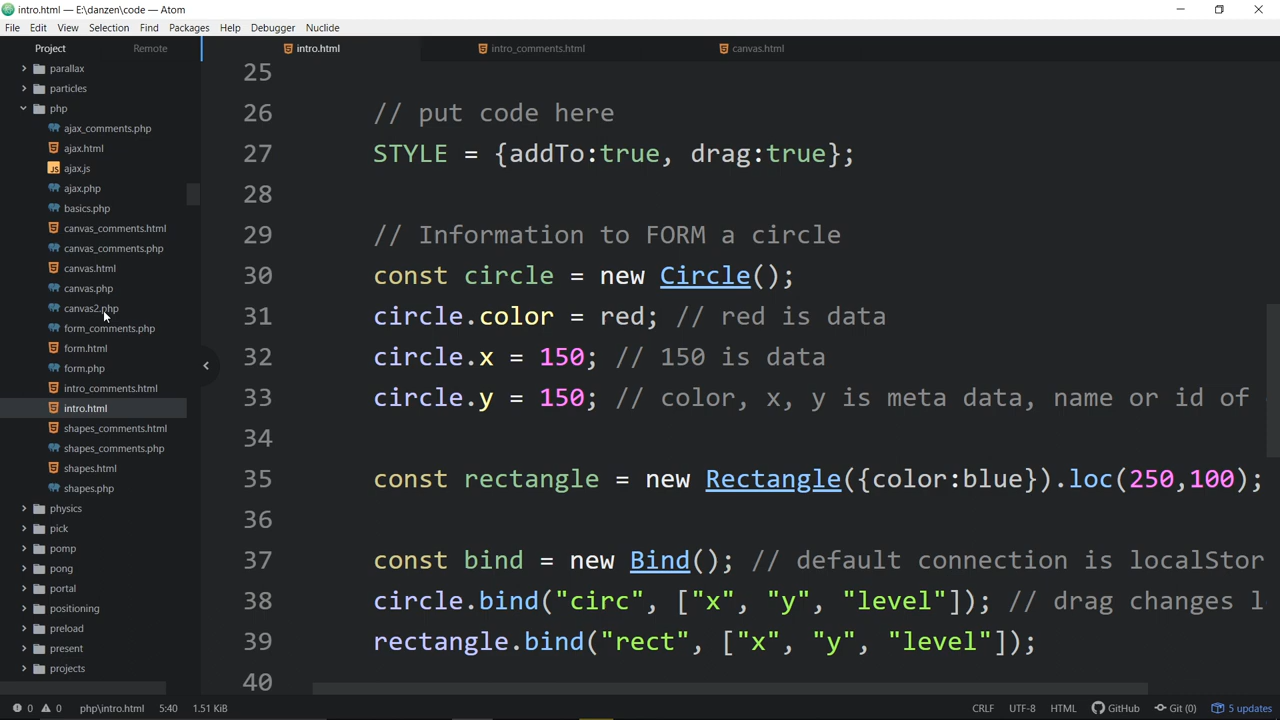 intro.html — E:\danzen\code — Atom
File Edit View Selection Find Packages Help Debugger Nuclide
Project Remote
intro.html intro_comments.html canvas.html
parallax
particles
php
ajax_comments.php
ajax.html
JS ajax.js
ajax.php
basics.php
canvas_comments.html
canvas_comments.php
canvas.html
canvas.php
canvas2.php
form_comments.php
form.html
form.php
intro_comments.html
intro.html
shapes_comments.html
shapes_comments.php
shapes.html
shapes.php
physics
pick
pomp
pong
portal
positioning
preload
present
projects
25
26 // put code here
27 STYLE = {addTo:true, drag:true};
28
29 // Information to FORM a circle
30 const circle = new Circle();
31 circle.color = red; // red is data
32 circle.x = 150; // 150 is data
33 circle.y = 150; // color, x, y is meta data, name or id of
34
35 const rectangle = new Rectangle({color:blue}).loc(250,100);
36
37 const bind = new Bind(); // default connection is localStor
38 circle.bind("circ", ["x", "y", "level"]); // drag changes l
39 rectangle.bind("rect", ["x", "y", "level"]);
40
0 0 php\intro.html 5:40 1.51 KiB CRLF UTF-8 HTML GitHub Git (0) 5 updates